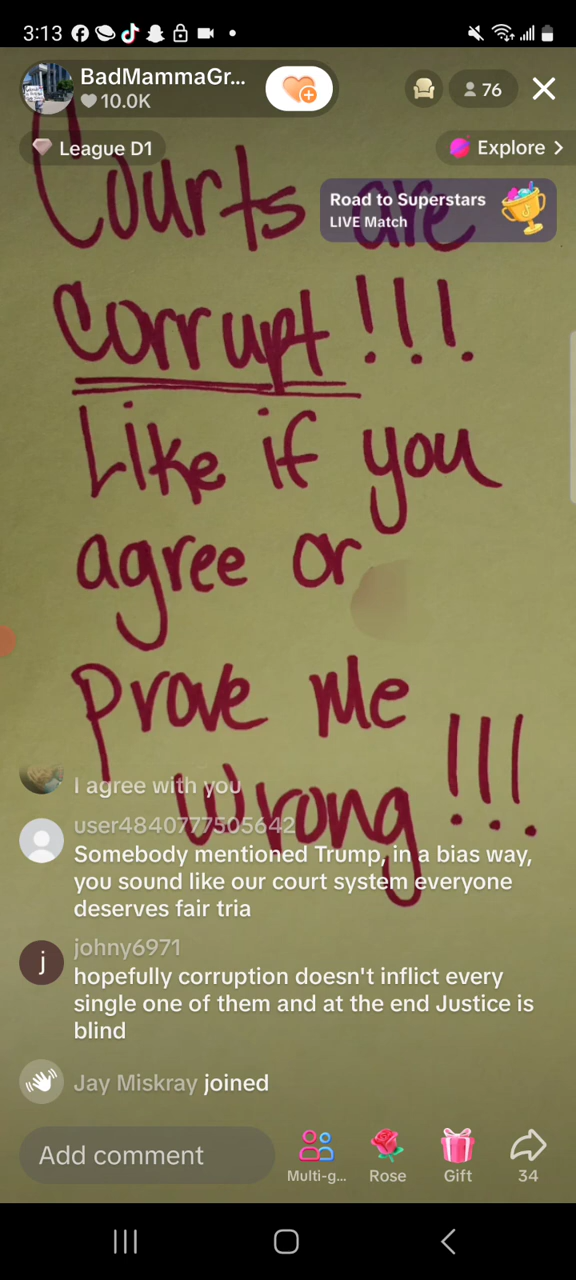 3:13
BadMammaGr...
10.0K
76
League D1
Explore
Road to Superstars
LIVE Match
Courts are
Corrupt!!!
Like if you
agree or
prove me
wrong!!!
I agree with you
user4840777505642
Somebody mentioned Trump, in a bias way,
you sound like our court system everyone
deserves fair tria
j
johny6971
hopefully corruption doesn't inflict every
single one of them and at the end Justice is
blind
Jay Miskray joined
Add comment
Multi-g...
Rose
Gift
34